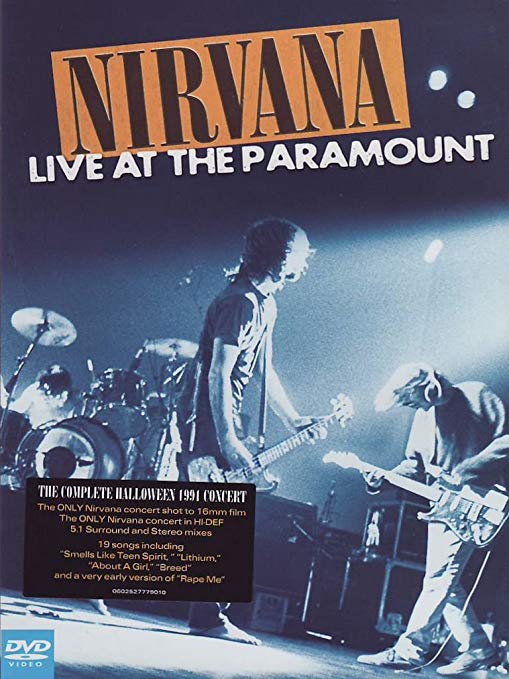 NIRVANA
LIVE AT THE PARAMOUNT
THE COMPLETE HALLOWEEN 1991 CONCERT
The ONLY Nirvana concert shot to 16mm film
The ONLY Nirvana concert in HI-DEF
5.1 Surround and Stereo mixes
19 songs including
"Smells Like Teen Spirit," "Lithium,"
"About A Girl," "Breed"
and a very early version of "Rape Me"
0602527779010
DVD
VIDEO